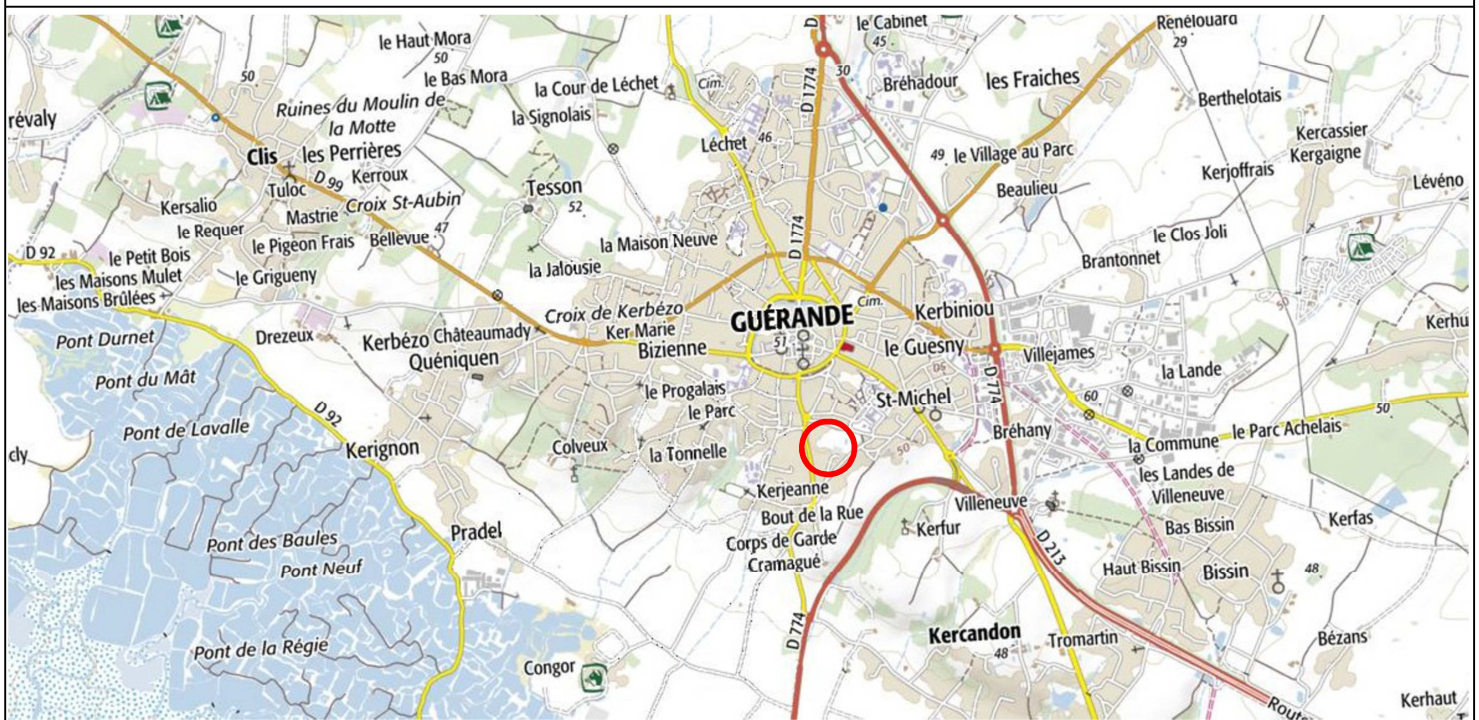 le Cabinet
45
Renélouard
29
le Haut Mora
50
le Bas Mora
50
la Cour de Léchet
Cim.
D 1774
30
Bréhadour
les Fraiches
Berthelotais
Ruines du Moulin de
la Motte
la Signolais
révaly
Clis
les Perrières
Kerroux
Léchet
46
49
le Village au Parc
Kercassier
Kergaigne
Kerjoffrais
Lévéno
Tuloc
D 99
Tesson
52
Beaulieu
Kersalio
Mastrie
Croix St-Aubin
le Requer
le Pigeon Frais
Bellevue
47
la Maison Neuve
D 1774
le Clos Joli
D 92
le Petit Bois
les Maisons Mulet
le Grigueny
la Jalousie
Brantonnet
les Maisons Brûlées
50
Croix de Kerbézo
Cim.
Kerbiniou
GUÉRANDE
51
Pont Durnet
Drezeux
Kerbézo
Châteaumady
Ker Marie
Kerhu
Quéniquen
Bizienne
le Guesny
Villejames
Pont du Mât
D 92
le Progalais
D 774
la Lande
le Parc
St-Michel
60
50
Pont de Lavalle
Bréhany
le Parc Achelais
la Commune
cly
Kerignon
Colveux
la Tonnelle
50
les Landes de
Villeneuve
Kerjeanne
Villeneuve
Bout de la Rue
Bas Bissin
Kerfas
Pradel
Kerfur
Corps de Garde
D 213
Pont des Baules
Cramagué
Haut Bissin
Bissin
48
Pont Neuf
Kercandon
48
Tromartin
Bézans
D 774
Pont de la Régie
Congor
Kerhaut